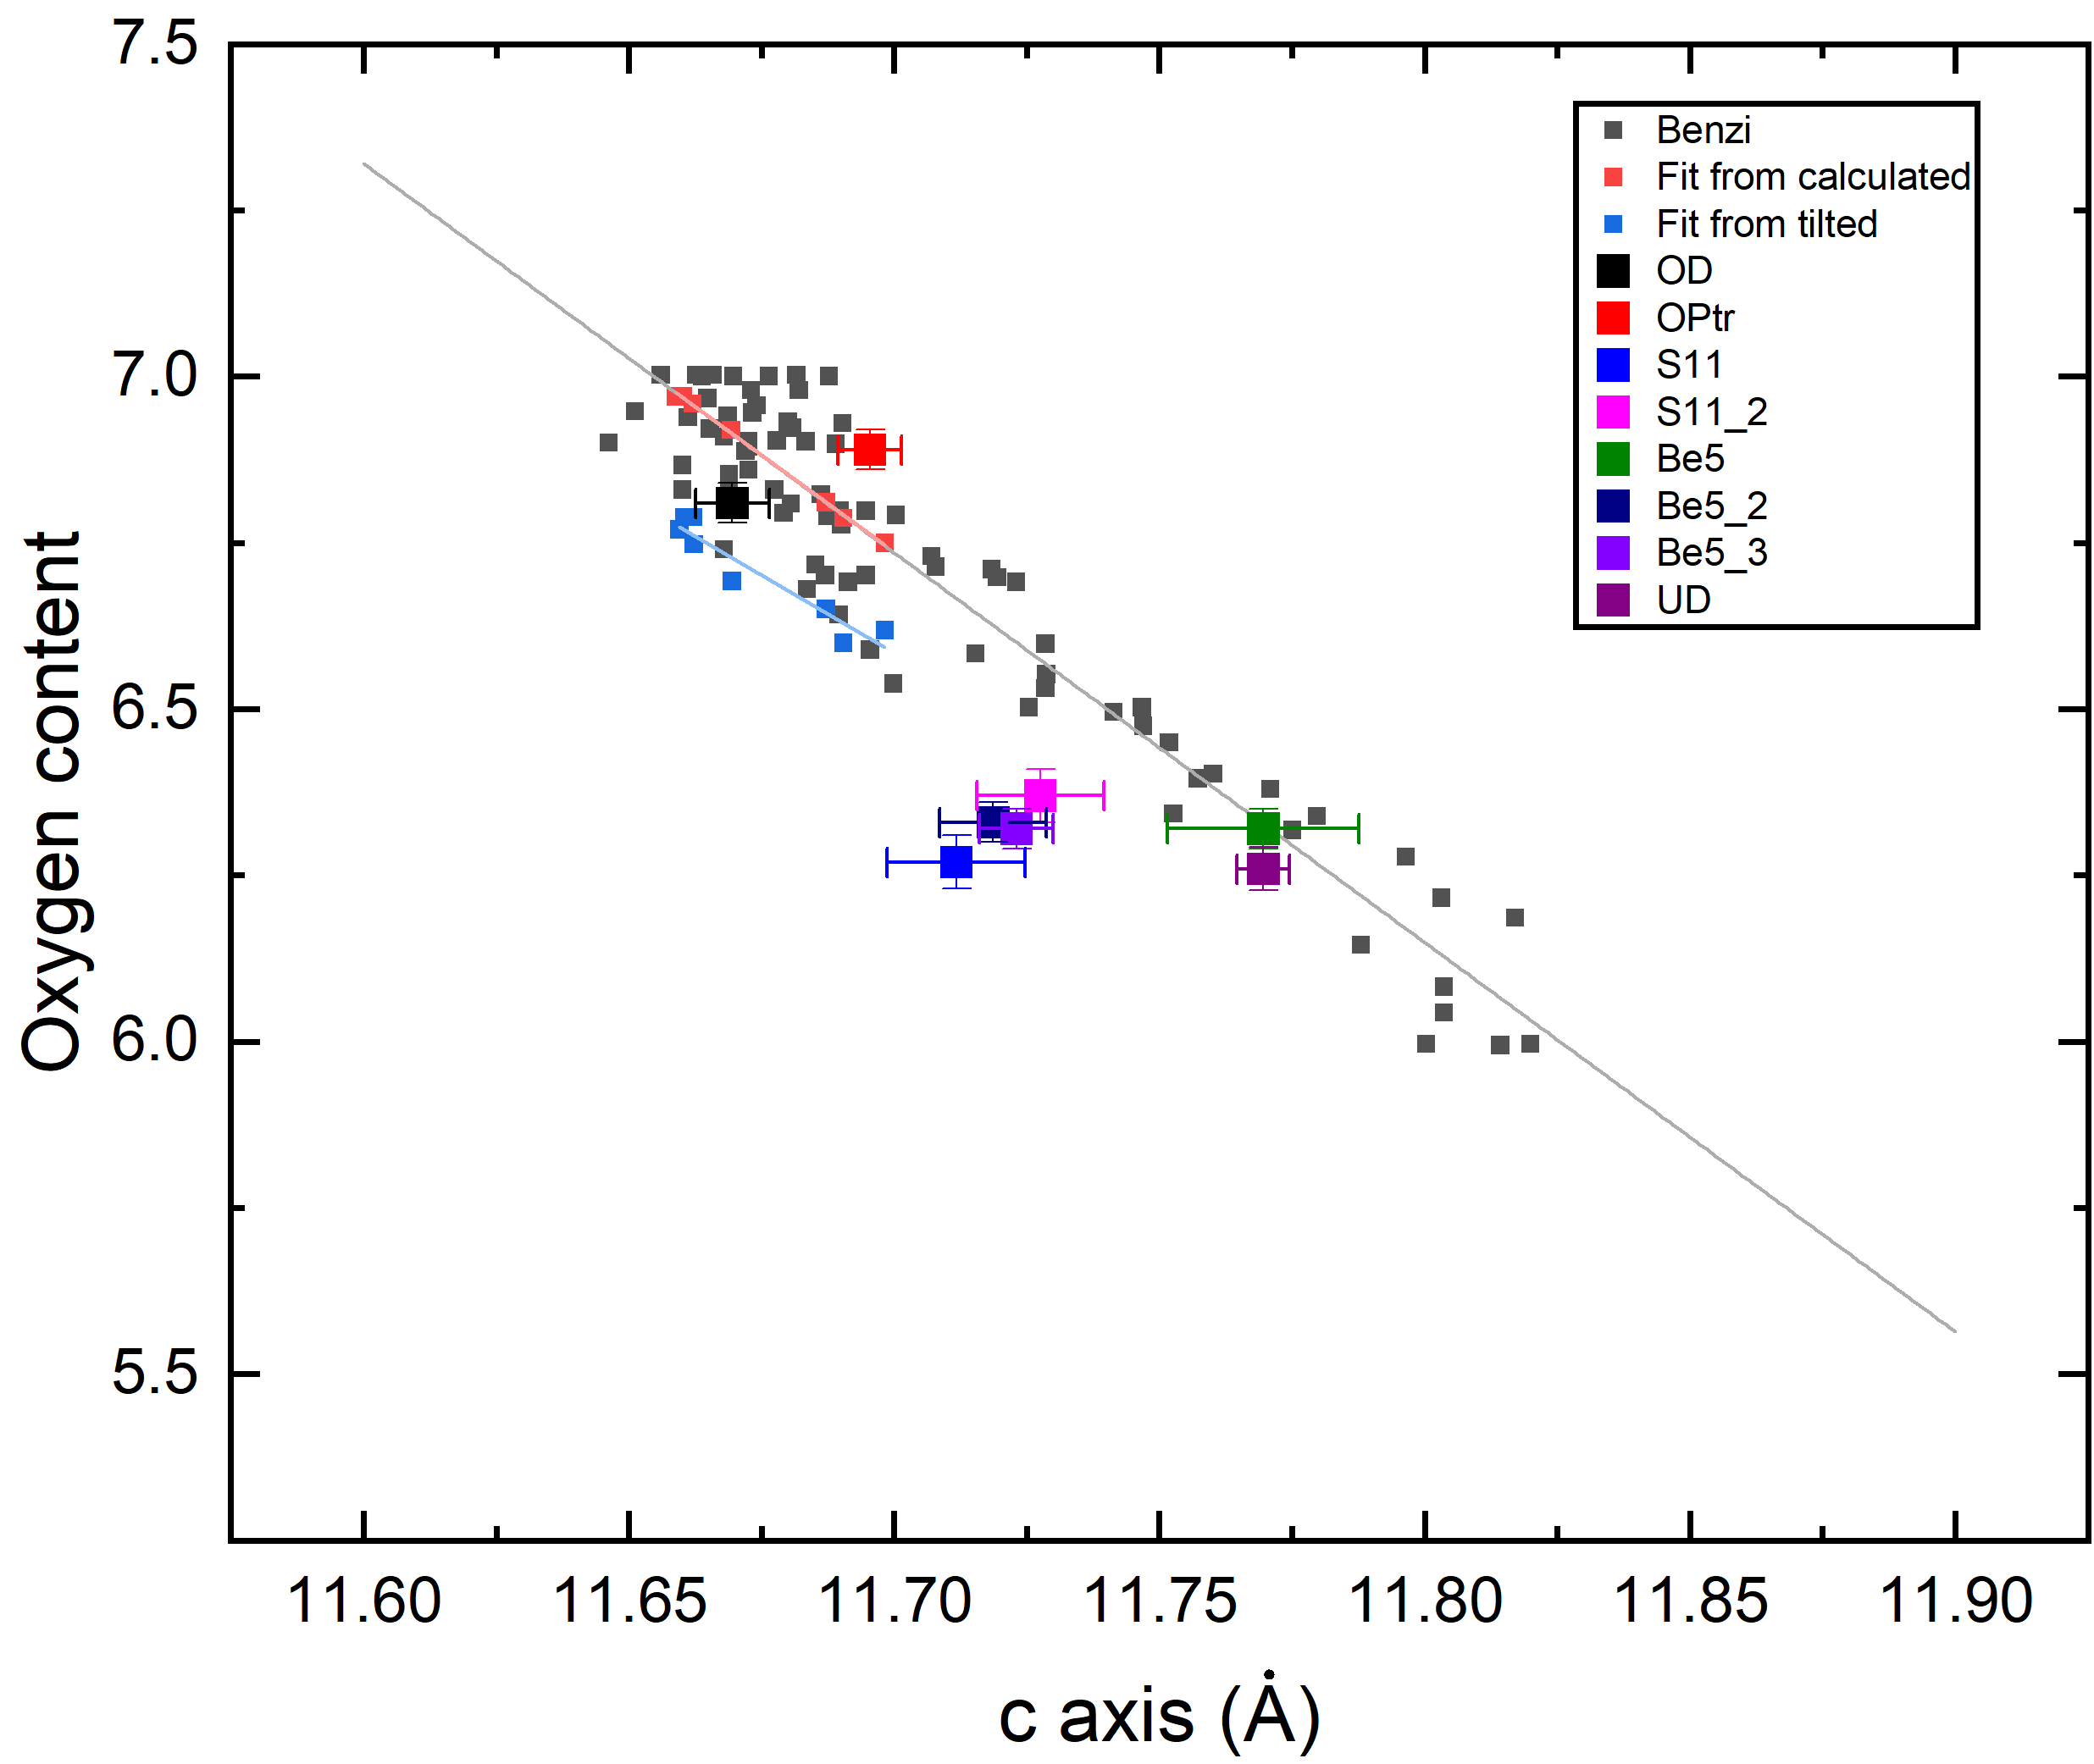 7.5
7.0
6.5
6.0
5.5
Oxygen content
Benzi
Fit from calculated
Fit from tilted
OD
OPtr
S11
S11_2
Be5
Be5_2
Be5_3
UD
11.60 11.65 11.70 11.75 11.80 11.85 11.90
c axis (Å)